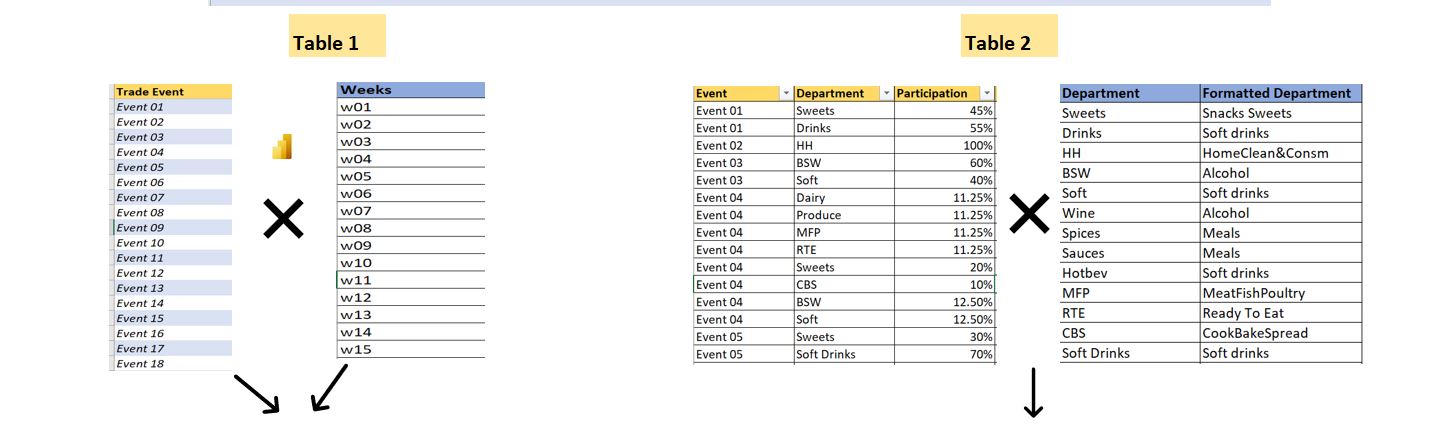 Table 1
Table 2
Trade Event
Event 01
Event 02
Event 03
Event 04
Event 05
Event 06
Event 07
Event 08
Event 09
Event 10
Event 11
Event 12
Event 13
Event 14
Event 15
Event 16
Event 17
Event 18
Weeks
w01
w02
w03
w04
w05
w06
w07
w08
w09
w10
w11
w12
w13
w14
w15
Event Department Participation
Event 01 Sweets 45%
Event 01 Drinks 55%
Event 02 HH 100%
Event 03 BSW 60%
Event 03 Soft 40%
Event 04 Dairy 11.25%
Event 04 Produce 11.25%
Event 04 MFP 11.25%
Event 04 RTE 11.25%
Event 04 Sweets 20%
Event 04 CBS 10%
Event 04 BSW 12.50%
Event 04 Soft 12.50%
Event 05 Sweets 30%
Event 05 Soft Drinks 70%
Department Formatted Department
Sweets Snacks Sweets
Drinks Soft drinks
HH HomeClean&Consm
BSW Alcohol
Soft Soft drinks
Wine Alcohol
Spices Meals
Sauces Meals
Hotbev Soft drinks
MFP MeatFishPoultry
RTE Ready To Eat
CBS CookBakeSpread
Soft Drinks Soft drinks